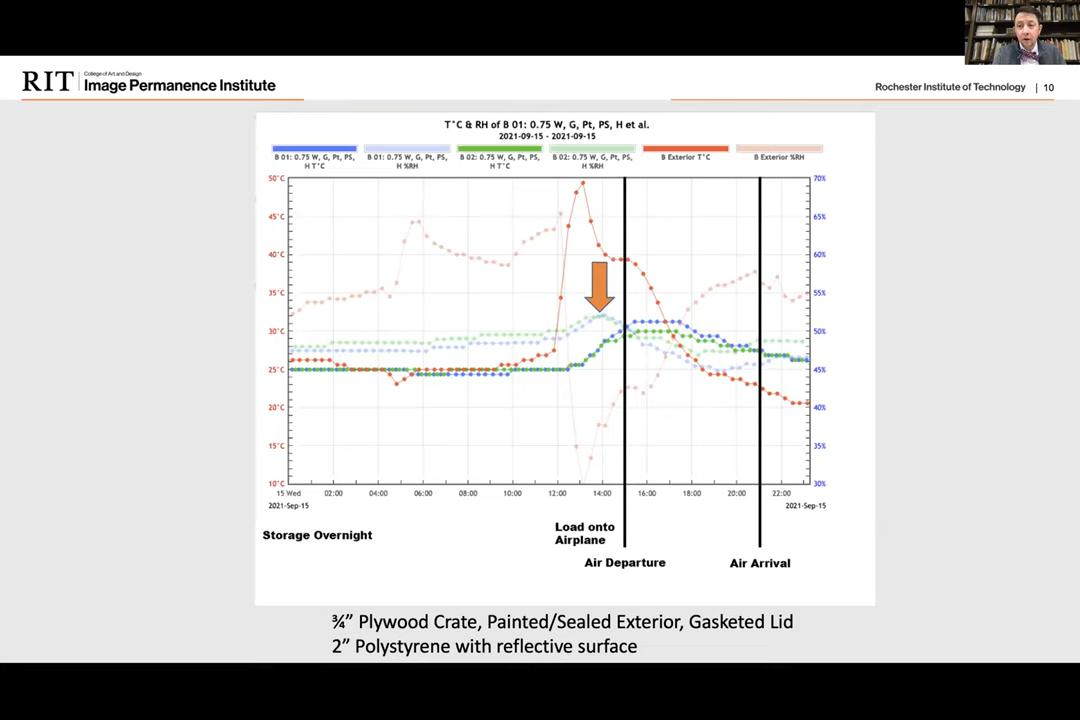 RIT
College of Art and Design
Image Permanence Institute
Rochester Institute of Technology | 10
T°C & RH of B 01: 0.75 W, G, Pt, PS, H et al.
2021-09-15 - 2021-09-15
B 01: 0.75 W, G, Pt, PS, H T°C
B 01: 0.75 W, G, Pt, PS, H %RH
B 02: 0.75 W, G, Pt, PS, H T°C
B 02: 0.75 W, G, Pt, PS, H %RH
B Exterior T°C
B Exterior %RH
50°C 70%
45°C 65%
40°C 60%
35°C 55%
30°C 50%
25°C 45%
20°C 40%
15°C 35%
10°C 30%
15 Wed 02:00 04:00 06:00 08:00 10:00 12:00 14:00 16:00 18:00 20:00 22:00
2021-Sep-15 2021-Sep-15
Storage Overnight
Load onto
Airplane
Air Departure
Air Arrival
¾” Plywood Crate, Painted/Sealed Exterior, Gasketed Lid
2” Polystyrene with reflective surface